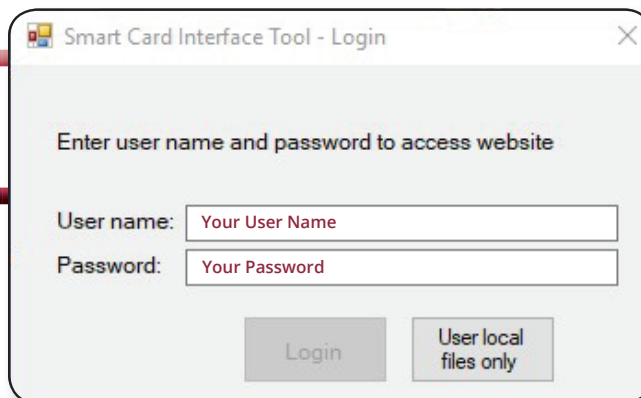 Smart Card Interface Tool - Login
Enter user name and password to access website
User name: Your User Name
Password: Your Password
Login
User local
files only